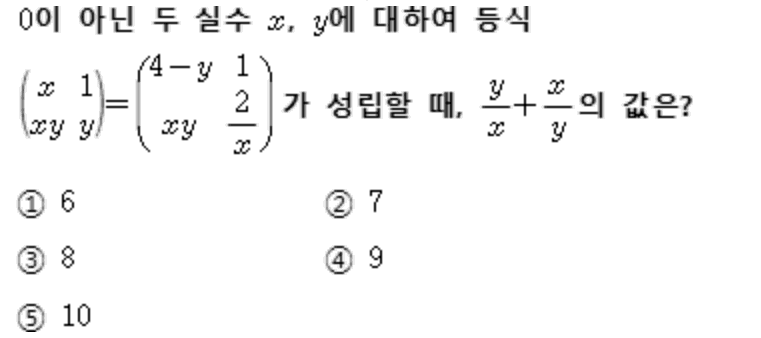 0이 아닌 두 실수 x, y에 대하여 등식
(x 1
xy y) = (4-y 1
xy 2/x) 가 성립할 때, y/x + x/y 의 값은?
① 6 ② 7
③ 8 ④ 9
⑤ 10